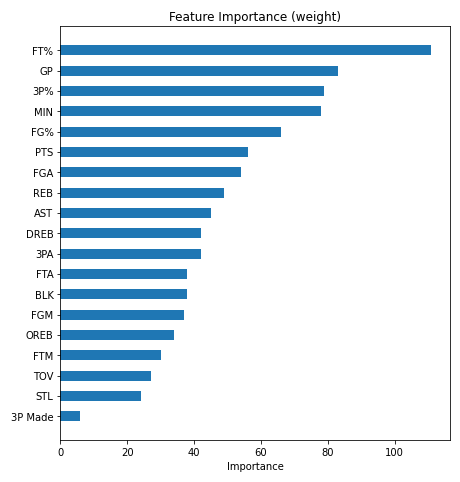 Feature Importance (weight)
FT%
GP
3P%
MIN
FG%
PTS
FGA
REB
AST
DREB
3PA
FTA
BLK
FGM
OREB
FTM
TOV
STL
3P Made
0 20 40 60 80 100
Importance